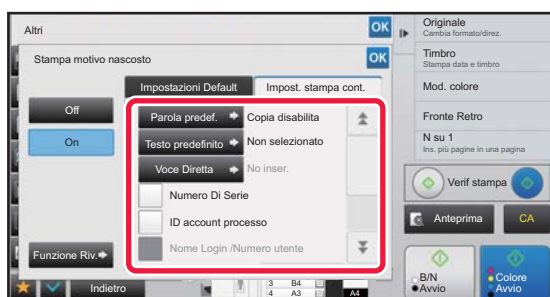 Altri
OK
Stampa motivo nascosto
OK
Impostazioni Default
Impost. stampa cont.
Off
On
Funzione Riv.
Parola predef.
Copia disabilita
Testo predefinito
Non selezionato
Voce Diretta
No inser.
Numero Di Serie
ID account processo
Nome Login /Numero utente
Indietro
3 B4
4 A3
A4
Originale
Cambia formato/direz.
Timbro
Stampa data e timbro
Mod. colore
Fronte Retro
N su 1
Ins. più pagine in una pagina
Verif stampa
Anteprima
CA
B/N
Avvio
Colore
Avvio